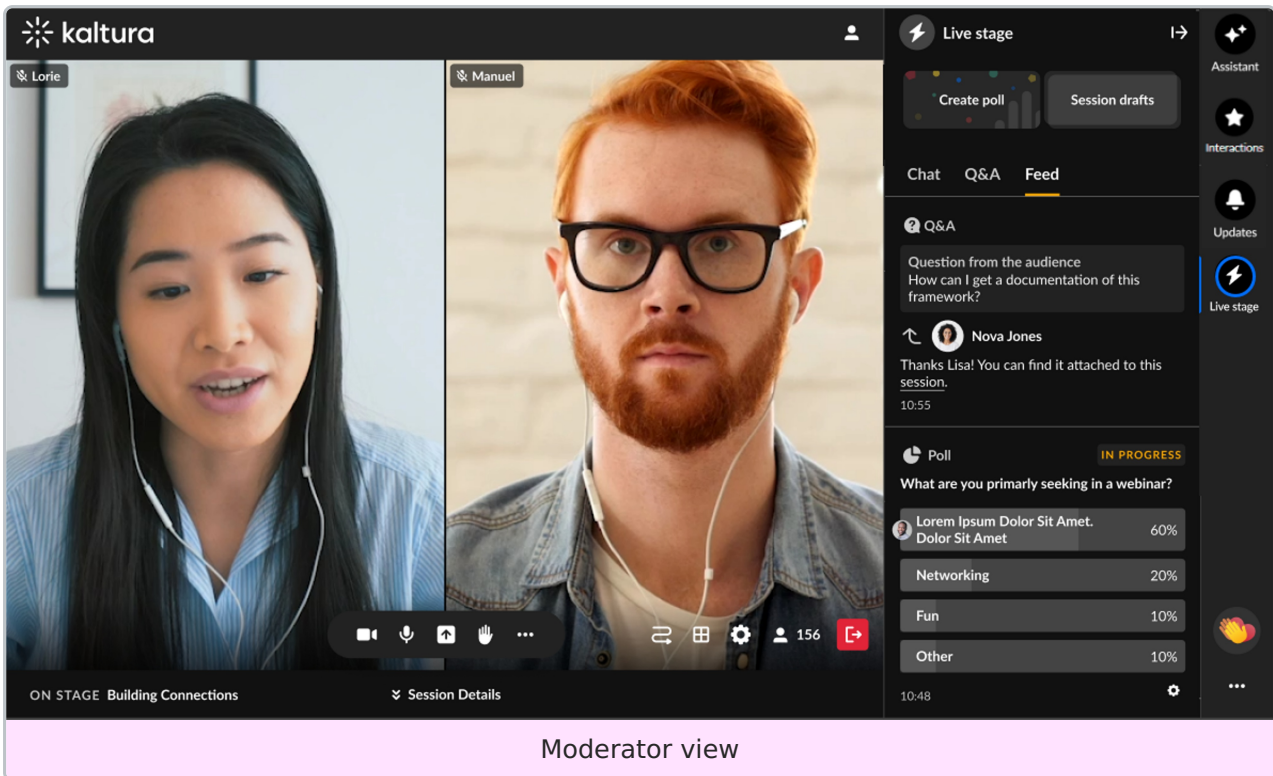 kaltura
Lorie
Manuel
156
ON STAGE Building Connections
Session Details
Live stage
Create poll
Session drafts
Chat Q&A Feed
Q&A
Question from the audience
How can I get a documentation of this
framework?
Nova Jones
Thanks Lisa! You can find it attached to this
session.
10:55
Poll
IN PROGRESS
What are you primarly seeking in a webinar?
Lorem Ipsum Dolor Sit Amet.
Dolor Sit Amet
60%
Networking 20%
Fun 10%
Other 10%
10:48
Assistant
Interactions
Updates
Live stage
Moderator view